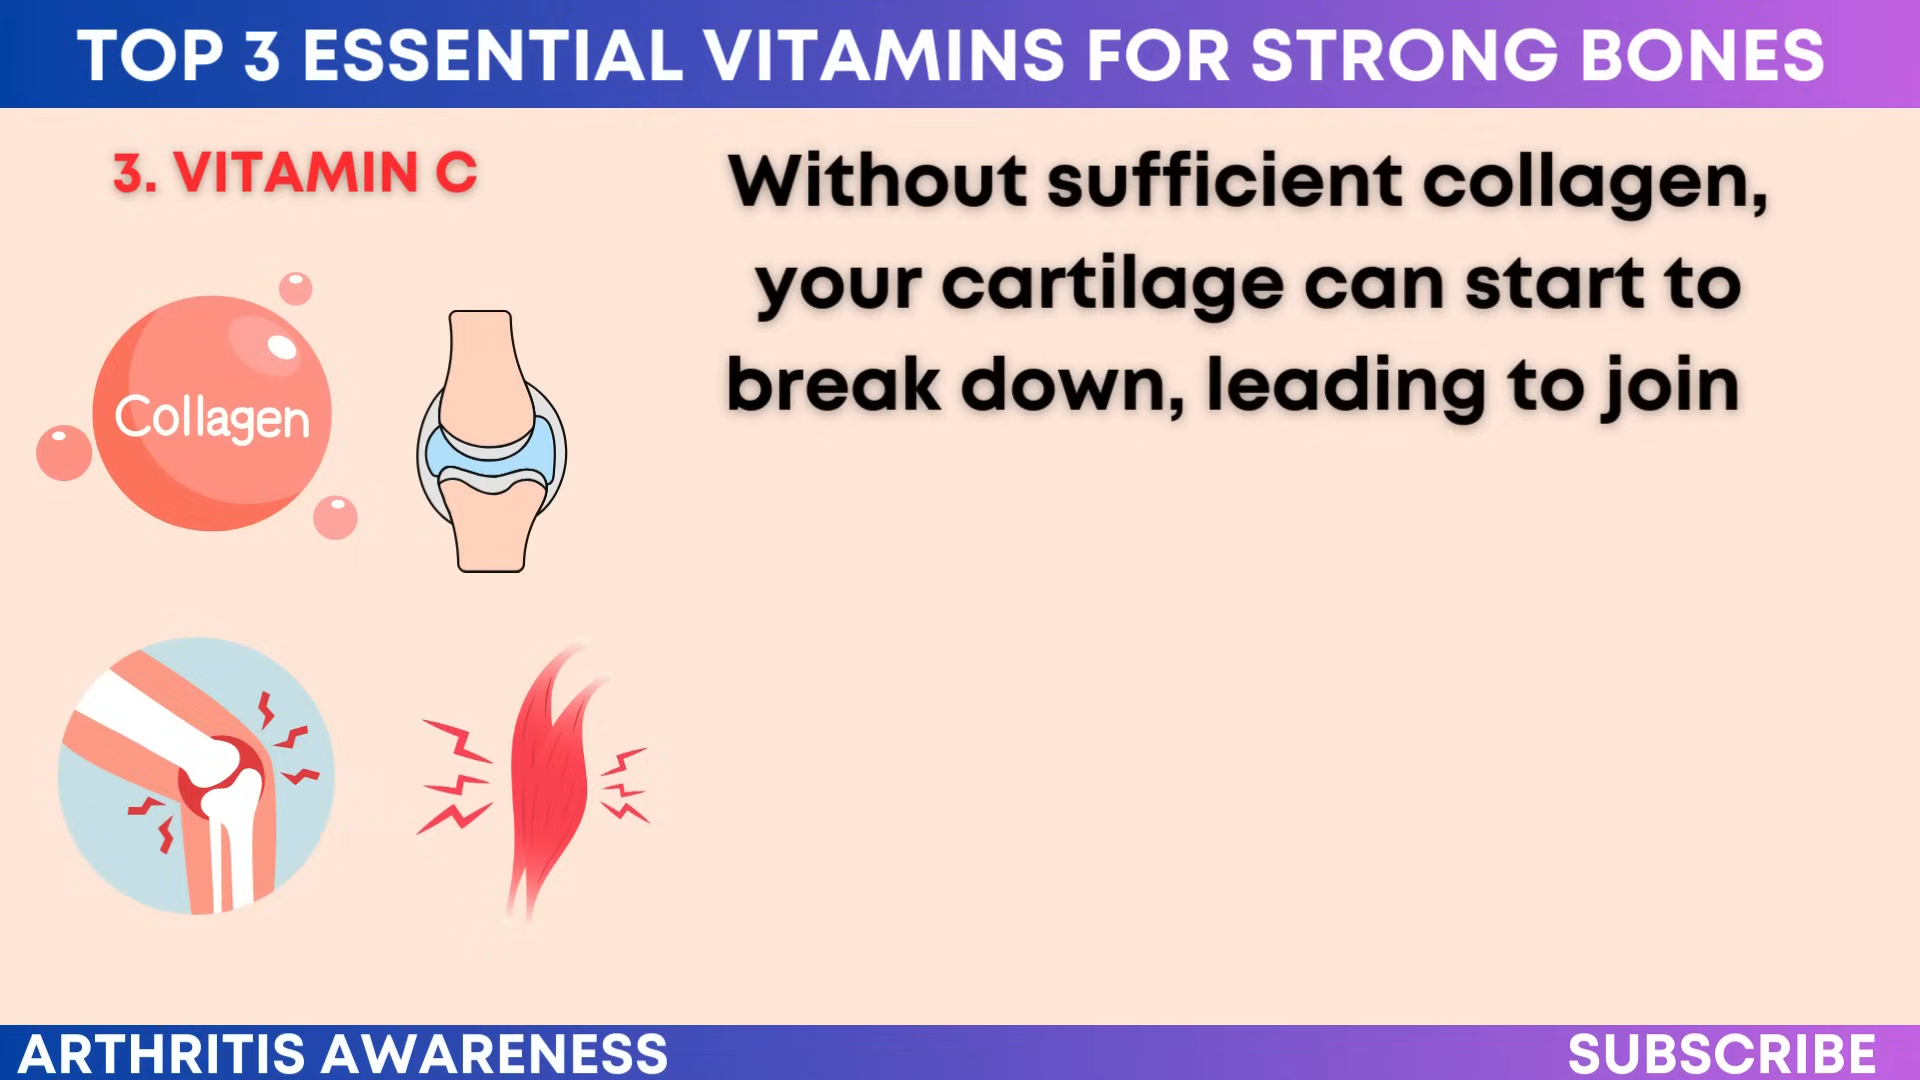 TOP 3 ESSENTIAL VITAMINS FOR STRONG BONES
3. VITAMIN C
Without sufficient collagen,
your cartilage can start to
break down, leading to join
Collagen
ARTHRITIS AWARENESS
SUBSCRIBE